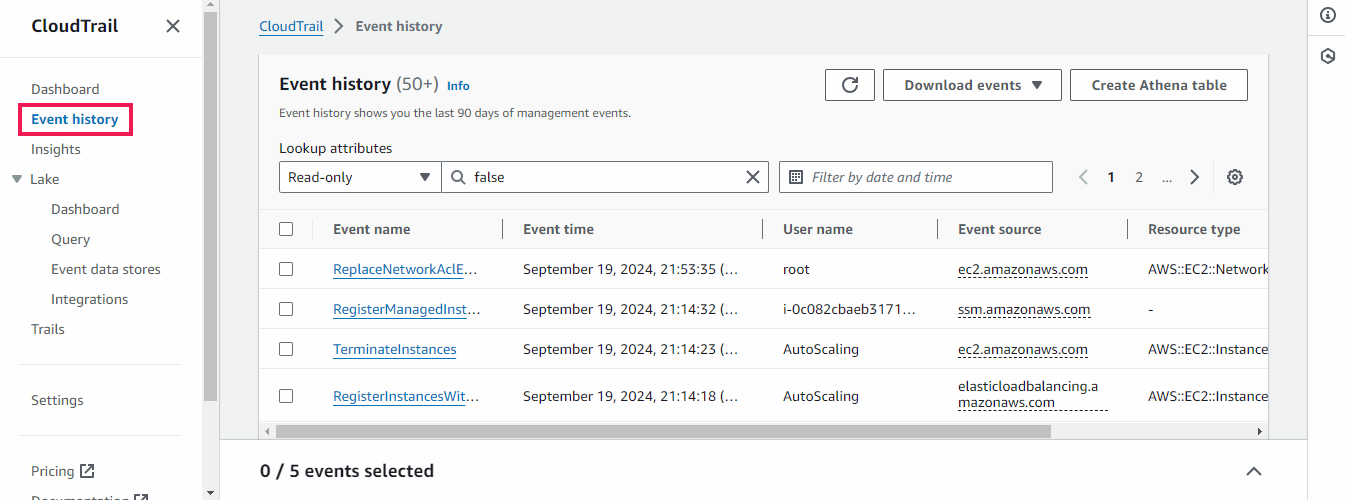 CloudTrail
Dashboard
Event history
Insights
Lake
Dashboard
Query
Event data stores
Integrations
Trails
Settings
Pricing
Documentation
CloudTrail > Event history
Event history (50+) Info
Event history shows you the last 90 days of management events.
Download events
Create Athena table
Lookup attributes
Read-only false Filter by date and time 1 2 ...
Event name Event time User name Event source Resource type
ReplaceNetworkAclE... September 19, 2024, 21:53:35 (... root ec2.amazonaws.com AWS::EC2::Network
RegisterManagedInst... September 19, 2024, 21:14:32 (... i-0c082cbaeb3171... ssm.amazonaws.com -
TerminateInstances September 19, 2024, 21:14:23 (... AutoScaling ec2.amazonaws.com AWS::EC2::Instance
RegisterInstancesWit... September 19, 2024, 21:14:18 (... AutoScaling elasticloadbalancing.a
mazonaws.com AWS::EC2::Instance
0 / 5 events selected